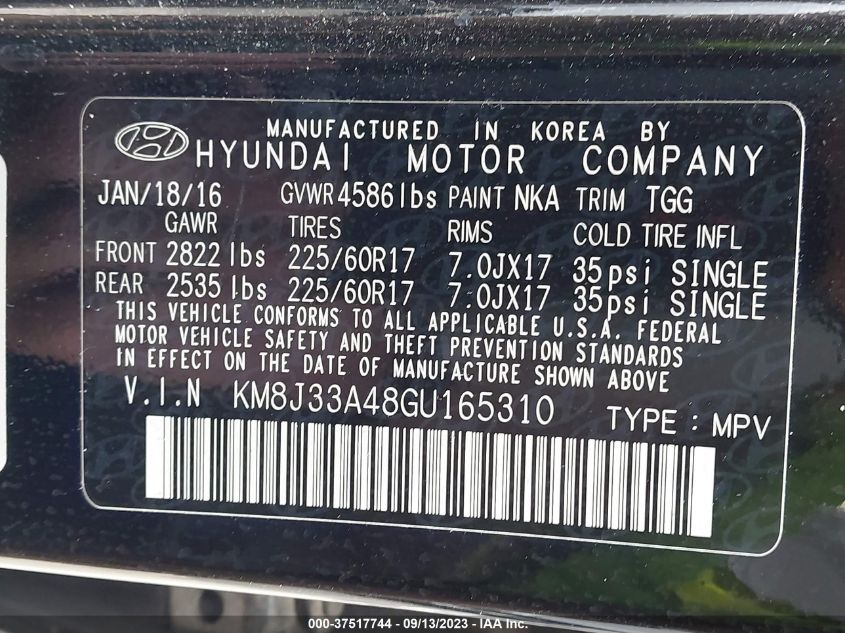 MANUFACTURED IN KOREA BY
HYUNDAI MOTOR COMPANY
JAN/18/16 GVWR 4586 lbs PAINT NKA TRIM TGG
GAWR TIRES RIMS COLD TIRE INFL
FRONT 2822 lbs 225/60R17 7.0JX17 35psi SINGLE
REAR 2535 lbs 225/60R17 7.0JX17 35psi SINGLE
THIS VEHICLE CONFORMS TO ALL APPLICABLE U.S.A. FEDERAL
MOTOR VEHICLE SAFETY AND THEFT PREVENTION STANDARDS
IN EFFECT ON THE DATE OF MANUFACTURE SHOWN ABOVE
V.I.N KM8J33A48GU165310 TYPE : MPV
000-37517744 - 09/13/2023 - IAA Inc.